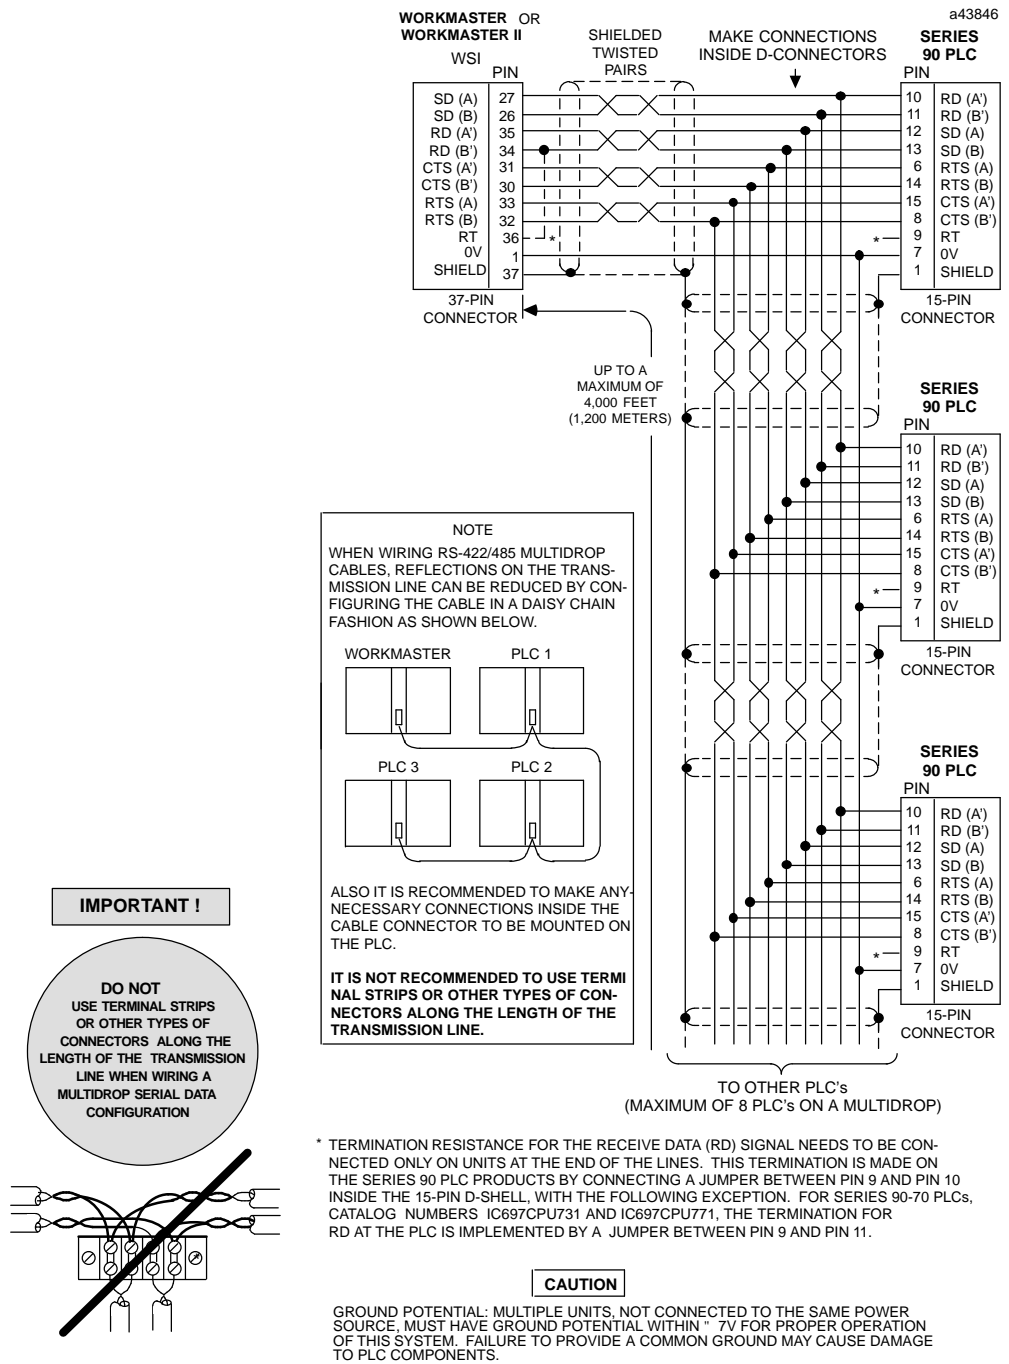 a43846
WORKMASTER OR
WORKMASTER II
WSI
PIN
SHIELDED
TWISTED
PAIRS
MAKE CONNECTIONS
INSIDE D-CONNECTORS
SERIES
90 PLC
PIN
SD (A) 27
SD (B) 26
RD (A') 35
RD (B') 34
CTS (A') 31
CTS (B') 30
RTS (A) 33
RTS (B) 32
RT 36 *
0V 1
SHIELD 37
37-PIN
CONNECTOR
10 RD (A')
11 RD (B')
12 SD (A)
13 SD (B)
6 RTS (A)
14 RTS (B)
15 CTS (A')
8 CTS (B')
* 9 RT
7 0V
1 SHIELD
15-PIN
CONNECTOR
UP TO A
MAXIMUM OF
4,000 FEET
(1,200 METERS)
SERIES
90 PLC
PIN
10 RD (A')
11 RD (B')
12 SD (A)
13 SD (B)
6 RTS (A)
14 RTS (B)
15 CTS (A')
8 CTS (B')
* 9 RT
7 0V
1 SHIELD
15-PIN
CONNECTOR
NOTE
WHEN WIRING RS-422/485 MULTIDROP
CABLES, REFLECTIONS ON THE TRANS-
MISSION LINE CAN BE REDUCED BY CON-
FIGURING THE CABLE IN A DAISY CHAIN
FASHION AS SHOWN BELOW.
WORKMASTER PLC 1
PLC 3 PLC 2
ALSO IT IS RECOMMENDED TO MAKE ANY-
NECESSARY CONNECTIONS INSIDE THE
CABLE CONNECTOR TO BE MOUNTED ON
THE PLC.
IT IS NOT RECOMMENDED TO USE TERMI
NAL STRIPS OR OTHER TYPES OF CON-
NECTORS ALONG THE LENGTH OF THE
TRANSMISSION LINE.
SERIES
90 PLC
PIN
10 RD (A')
11 RD (B')
12 SD (A)
13 SD (B)
6 RTS (A)
14 RTS (B)
15 CTS (A')
8 CTS (B')
* 9 RT
7 0V
1 SHIELD
15-PIN
CONNECTOR
TO OTHER PLC's
(MAXIMUM OF 8 PLC's ON A MULTIDROP)
IMPORTANT !
DO NOT
USE TERMINAL STRIPS
OR OTHER TYPES OF
CONNECTORS ALONG THE
LENGTH OF THE TRANSMISSION
LINE WHEN WIRING A
MULTIDROP SERIAL DATA
CONFIGURATION
* TERMINATION RESISTANCE FOR THE RECEIVE DATA (RD) SIGNAL NEEDS TO BE CON-
NECTED ONLY ON UNITS AT THE END OF THE LINES. THIS TERMINATION IS MADE ON
THE SERIES 90 PLC PRODUCTS BY CONNECTING A JUMPER BETWEEN PIN 9 AND PIN 10
INSIDE THE 15-PIN D-SHELL, WITH THE FOLLOWING EXCEPTION. FOR SERIES 90-70 PLCs,
CATALOG NUMBERS IC697CPU731 AND IC697CPU771, THE TERMINATION FOR
RD AT THE PLC IS IMPLEMENTED BY A JUMPER BETWEEN PIN 9 AND PIN 11.
CAUTION
GROUND POTENTIAL: MULTIPLE UNITS, NOT CONNECTED TO THE SAME POWER
SOURCE, MUST HAVE GROUND POTENTIAL WITHIN " 7V FOR PROPER OPERATION
OF THIS SYSTEM. FAILURE TO PROVIDE A COMMON GROUND MAY CAUSE DAMAGE
TO PLC COMPONENTS.